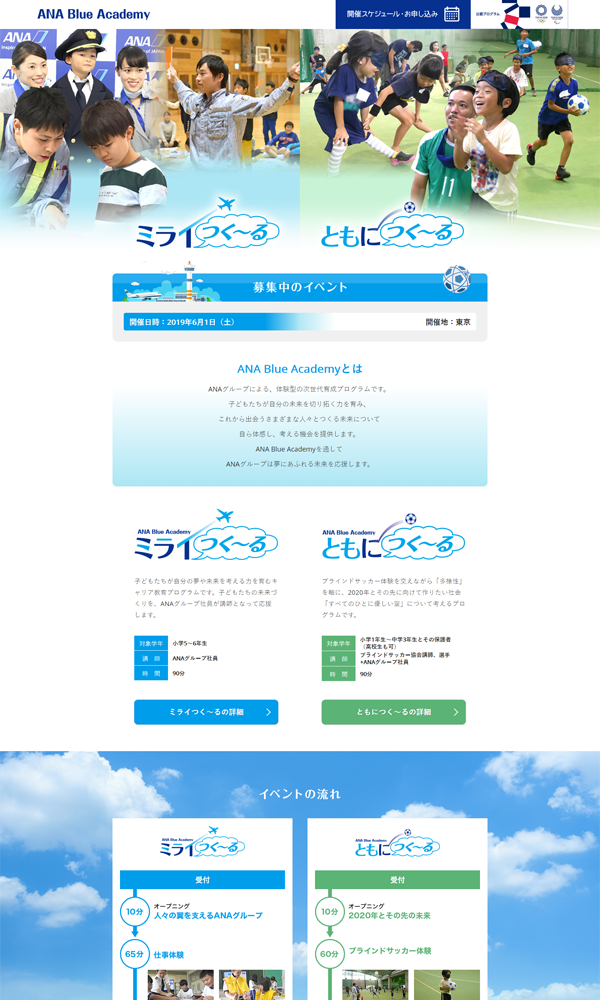 ANA Blue Academy
開催スケジュール・お申し込み
公認プログラム
ANA
ANA
ミライつく〜る
ともにつく〜る
11
募集中のイベント
開催日時：2019年6月1日（土）
開催地：東京
ANA Blue Academyとは
ANAグループによる、体験型の次世代育成プログラムです。
子どもたちが自分の未来を切り拓く力を育み、
これから出会うさまざまな人々とつくる未来について
自ら体感し、考える機会を提供します。
ANA Blue Academyを通して
ANAグループは夢にあふれる未来を応援します。
ANA Blue Academy
ミライつく〜る
子どもたちが自分の夢や未来を考える力を育むキ
ャリア教育プログラムです。子どもたちの未来づ
くりを、ANAグループ社員が講師となって応援
します。
対象学年 小学5~6年生
講　師 ANAグループ社員
時　間 90分
ミライつく〜るの詳細
ANA Blue Academy
ともにつく〜る
ブラインドサッカー体験を交えながら「多様性」
を軸に、2020年とその先に向けて作りたい社会
「すべてのひとに優しい空」について考えるプロ
グラムです。
対象学年 小学1年生~中学3年生とその保護者
（高校生も可）
講　師 ブラインドサッカー協会講師、選手
+ANAグループ社員
時　間 90分
ともにつく〜るの詳細
イベントの流れ
ANA Blue Academy
ミライつく〜る
受付
10分
オープニング
人々の翼を支えるANAグループ
65分
仕事体験
ANA Blue Academy
ともにつく〜る
受付
10分
オープニング
2020年とその先の未来
60分
ブラインドサッカー体験